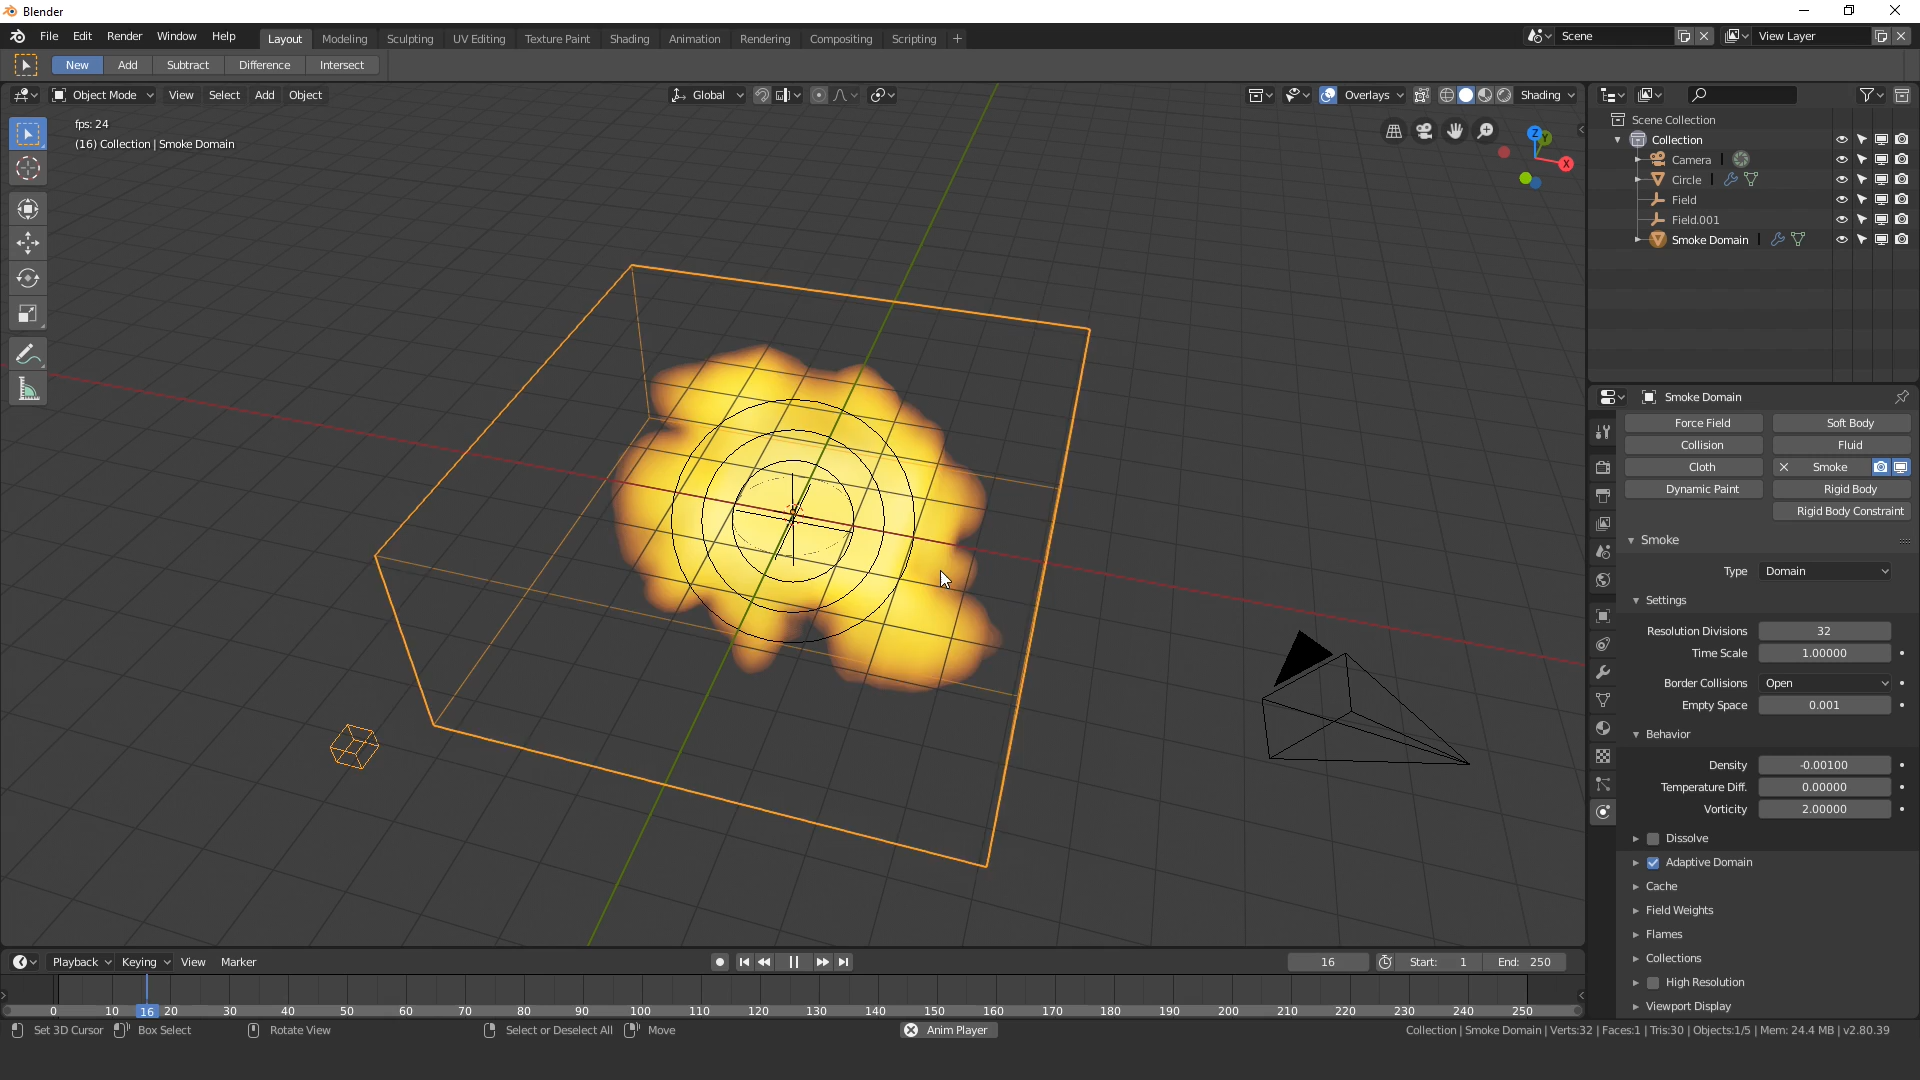 Blender
File Edit Render Window Help
Layout Modeling Sculpting UV Editing Texture Paint Shading Animation Rendering Compositing Scripting +
Scene
View Layer
New Add Subtract Difference Intersect
Object Mode View Select Add Object
Global
Overlays
Shading
fps: 24
(16) Collection | Smoke Domain
Z
Y
X
Scene Collection
Collection
Camera
Circle
Field
Field.001
Smoke Domain
Smoke Domain
Force Field Soft Body
Collision Fluid
Cloth Smoke
Dynamic Paint Rigid Body
Rigid Body Constraint
Smoke
Type Domain
Settings
Resolution Divisions 32
Time Scale 1.00000
Border Collisions Open
Empty Space 0.001
Behavior
Density -0.00100
Temperature Diff. 0.00000
Vorticity 2.00000
Dissolve
Adaptive Domain
Cache
Field Weights
Flames
Collections
High Resolution
Viewport Display
Playback Keying View Marker
16 Start: 1 End: 250
0 10 16 20 30 40 50 60 70 80 90 100 110 120 130 140 150 160 170 180 190 200 210 220 230 240 250
Set 3D Cursor Box Select Rotate View Select or Deselect All Move
Anim Player
Collection | Smoke Domain | Verts:32 | Faces:1 | Tris:30 | Objects:1/5 | Mem: 24.4 MB | v2.80.39